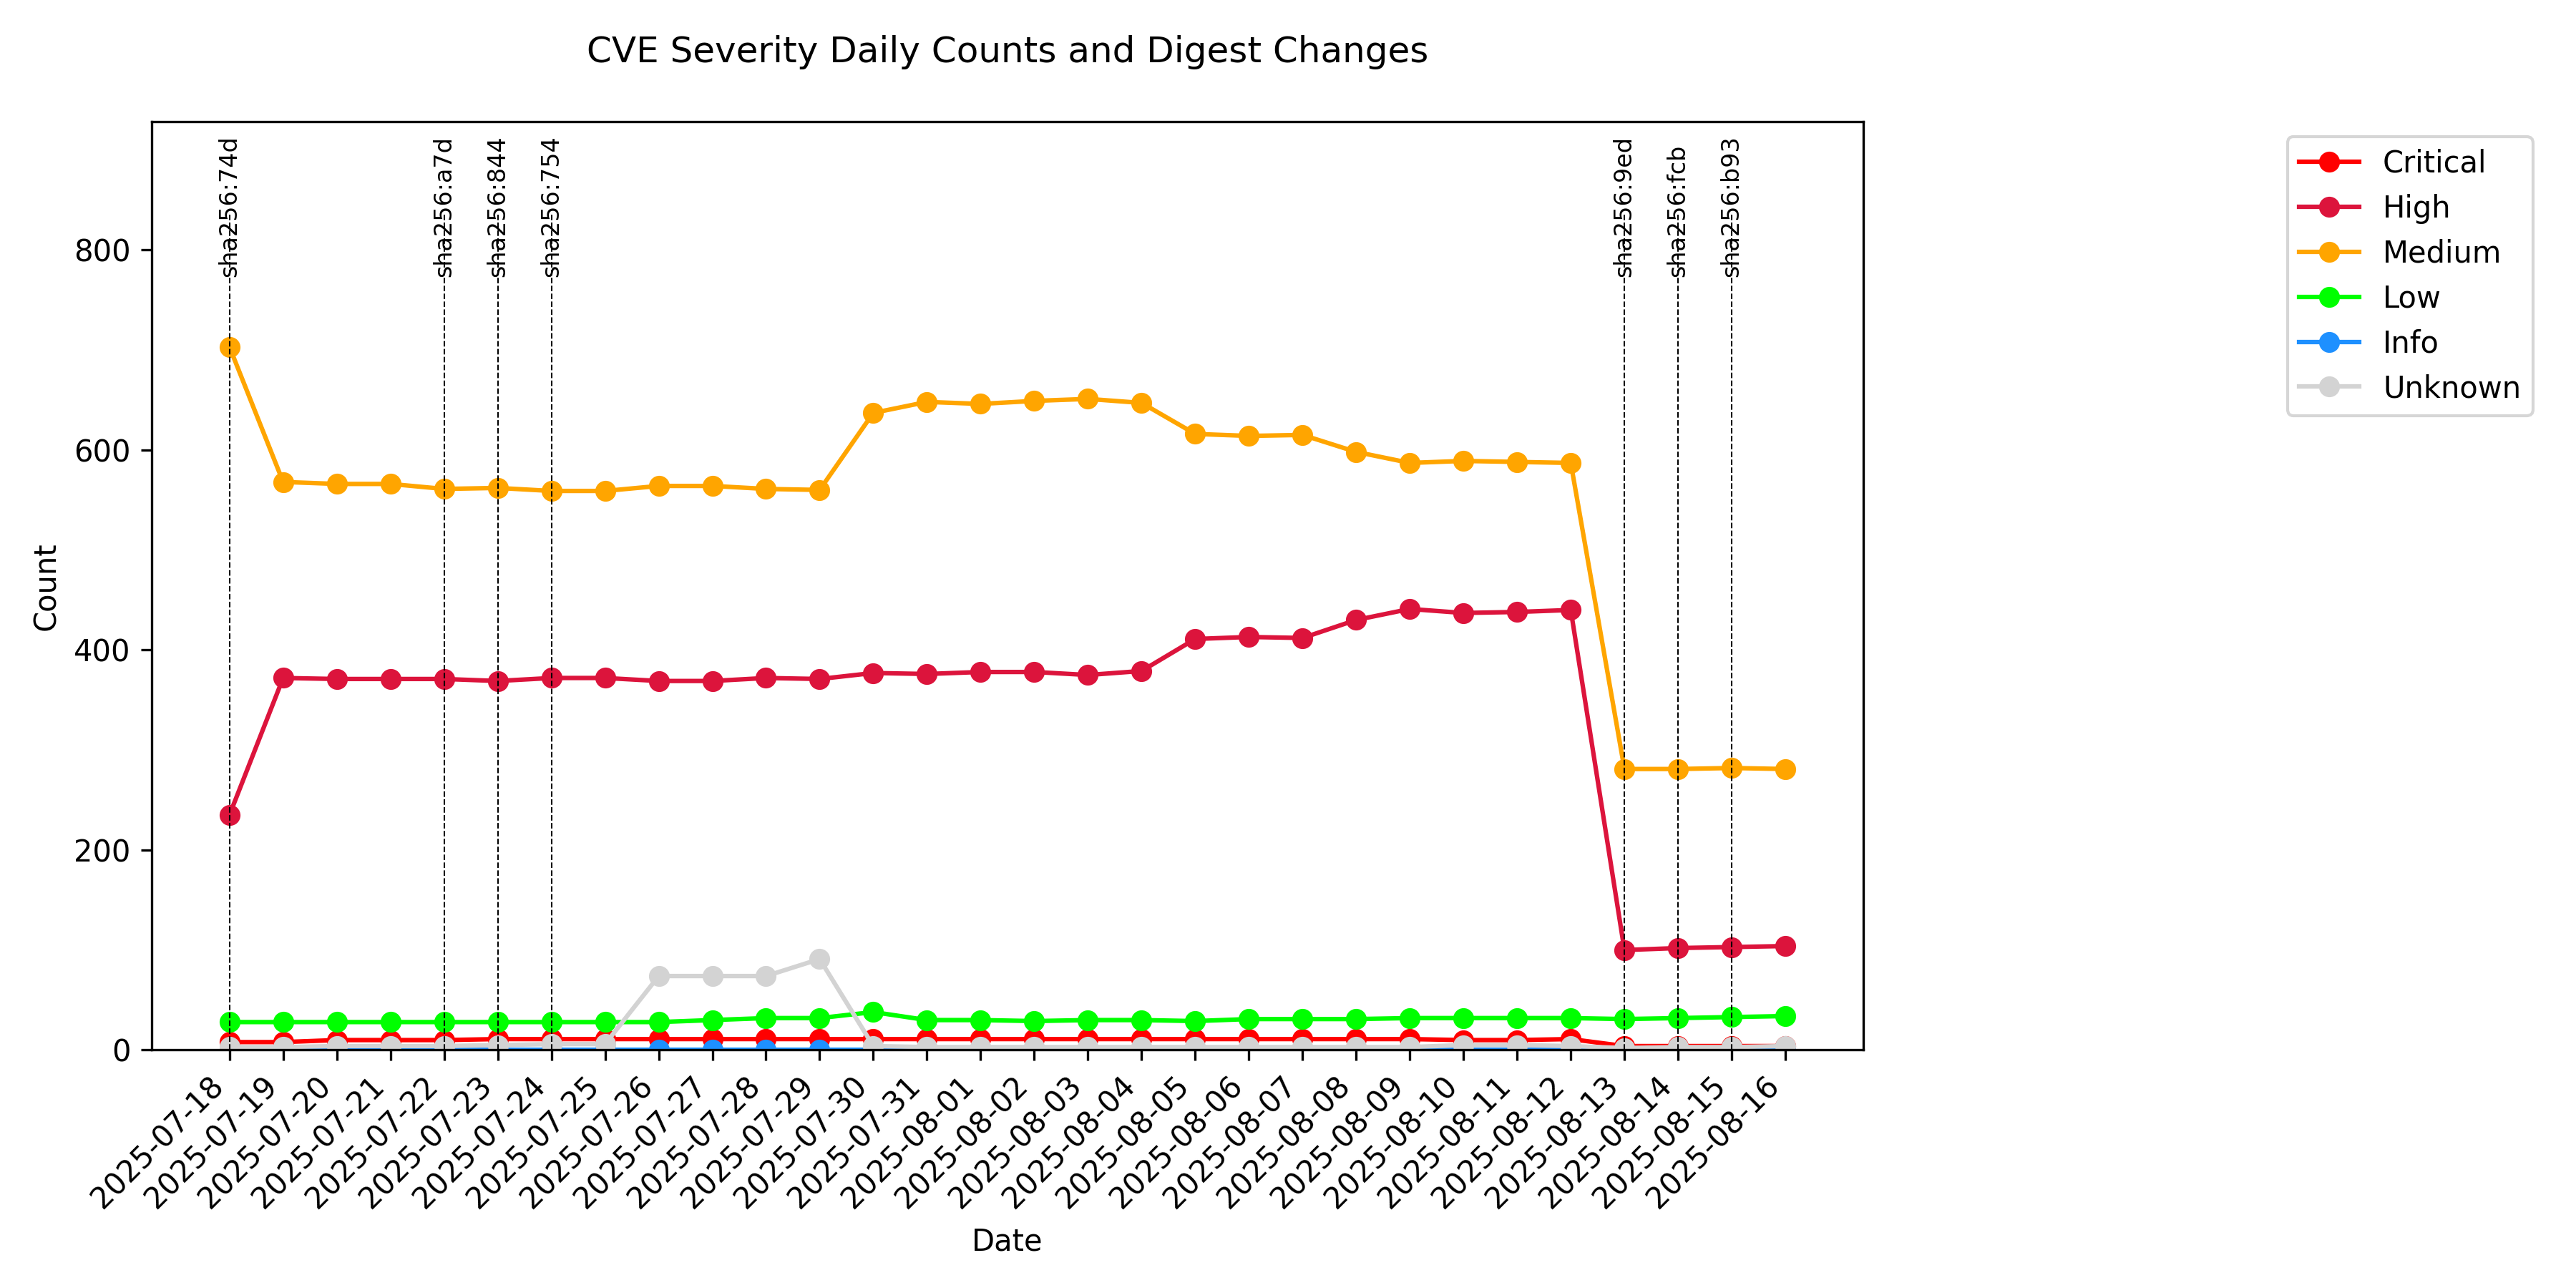 CVE Severity Daily Counts and Digest Changes
sha256:74d
sha256:a7d
sha256:844
sha256:754
sha256:9ed
sha256:fcb
sha256:b93
Critical
High
Medium
Low
Info
Unknown
800
600
400
200
0
Count
2025-07-18
2025-07-19
2025-07-20
2025-07-21
2025-07-22
2025-07-23
2025-07-24
2025-07-25
2025-07-26
2025-07-27
2025-07-28
2025-07-29
2025-07-30
2025-07-31
2025-08-01
2025-08-02
2025-08-03
2025-08-04
2025-08-05
2025-08-06
2025-08-07
2025-08-08
2025-08-09
2025-08-10
2025-08-11
2025-08-12
2025-08-13
2025-08-14
2025-08-15
2025-08-16
Date